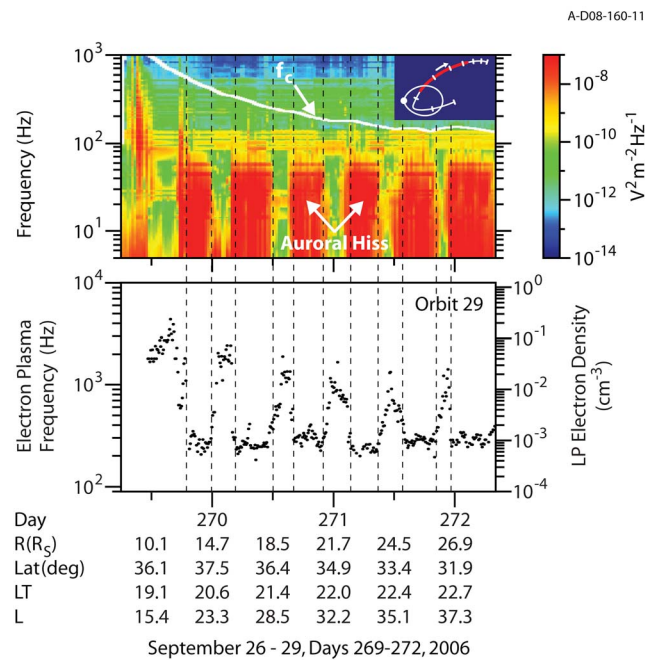 A-D08-160-11
Frequency (Hz)
10³
10²
10¹
f_c
Auroral Hiss
10⁻⁸
10⁻¹⁰
10⁻¹²
10⁻¹⁴
V²m⁻²Hz⁻¹
Electron Plasma
Frequency (Hz)
10⁴
10³
10²
Orbit 29
10⁰
10⁻¹
10⁻²
10⁻³
10⁻⁴
LP Electron Density
(cm⁻³)
Day 270 271 272
R(R_S) 10.1 14.7 18.5 21.7 24.5 26.9
Lat(deg) 36.1 37.5 36.4 34.9 33.4 31.9
LT 19.1 20.6 21.4 22.0 22.4 22.7
L 15.4 23.3 28.5 32.2 35.1 37.3
September 26 - 29, Days 269-272, 2006